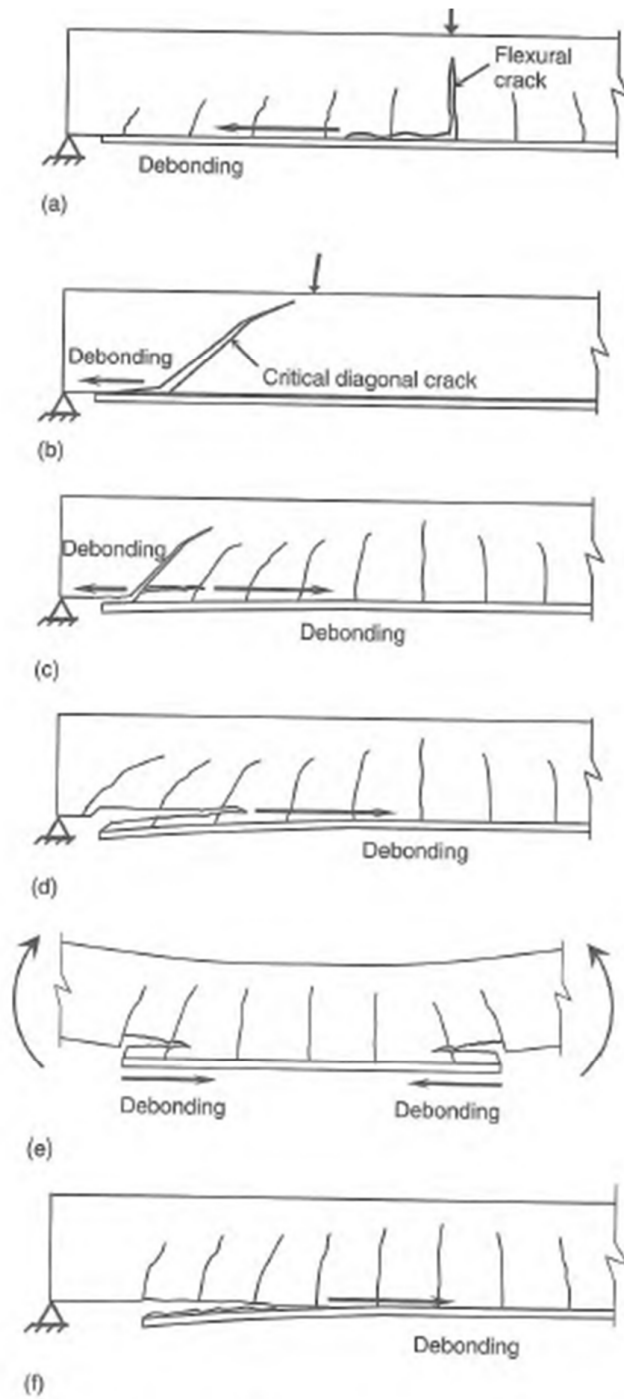 Flexural
crack
Debonding
(a)
Debonding
Critical diagonal crack
(b)
Debonding
Debonding
(c)
Debonding
(d)
Debonding
Debonding
(e)
Debonding
(f)